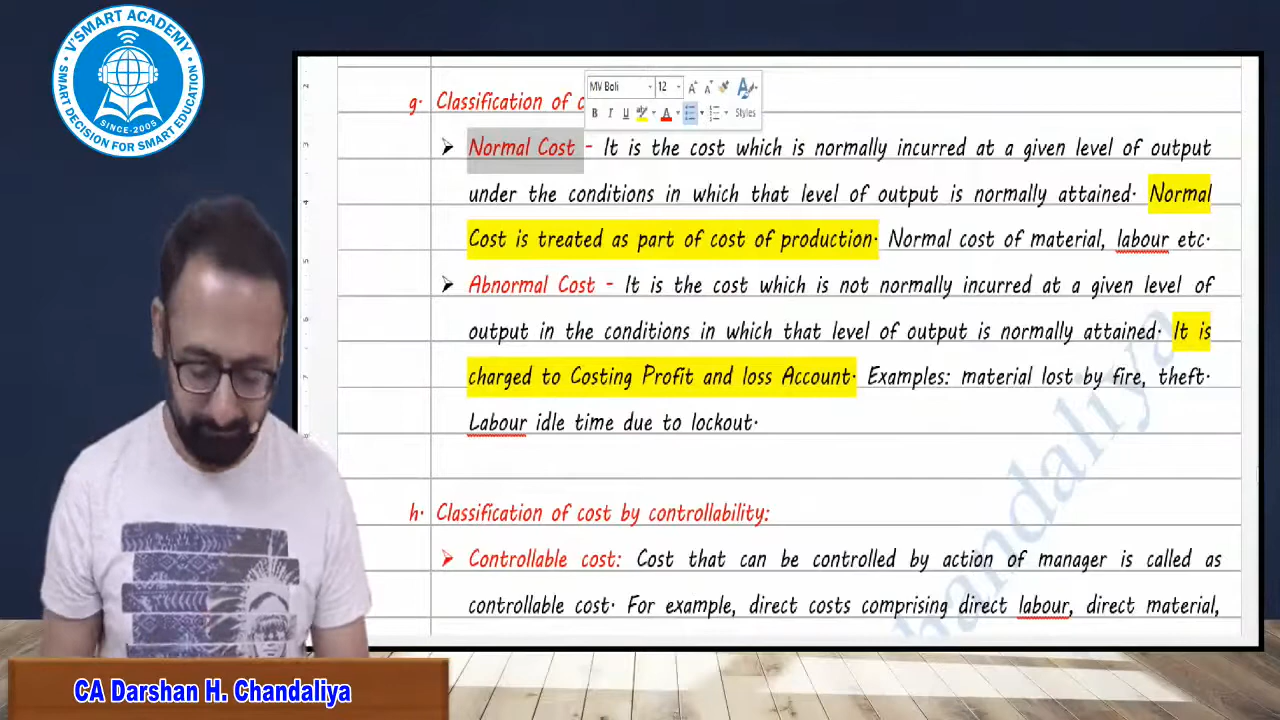 V'SMART ACADEMY
SMART DECISION FOR SMART EDUCATION
SINCE-2005
g. Classification of c
MV Boli 12
B I U Styles
➢ Normal Cost - It is the cost which is normally incurred at a given level of output
under the conditions in which that level of output is normally attained. Normal
Cost is treated as part of cost of production. Normal cost of material, labour etc.
➢ Abnormal Cost - It is the cost which is not normally incurred at a given level of
output in the conditions in which that level of output is normally attained. It is
charged to Costing Profit and loss Account. Examples: material lost by fire, theft.
Labour idle time due to lockout.
h. Classification of cost by controllability:
➢ Controllable cost: Cost that can be controlled by action of manager is called as
controllable cost. For example, direct costs comprising direct labour, direct material,
handaliya
CA Darshan H. Chandaliya
2
3
4
5
6
7